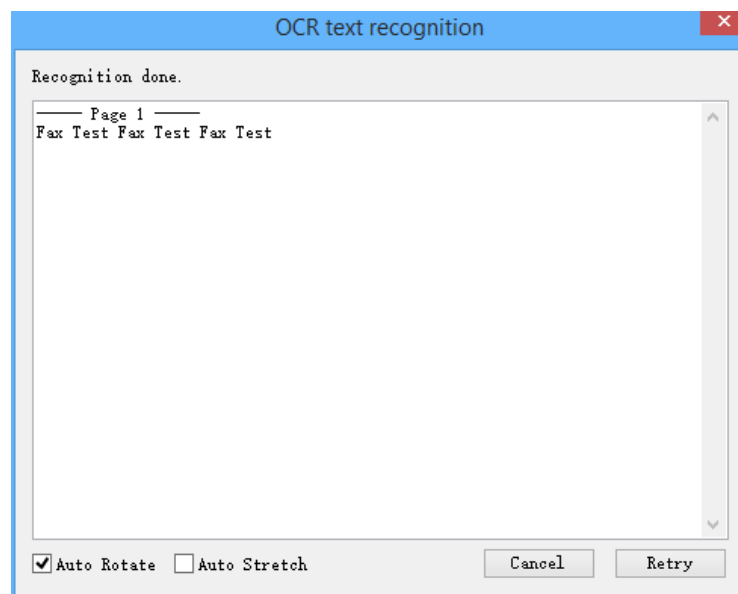 OCR text recognition
Recognition done.
——— Page 1 ———
Fax Test Fax Test Fax Test
Auto Rotate Auto Stretch Cancel Retry